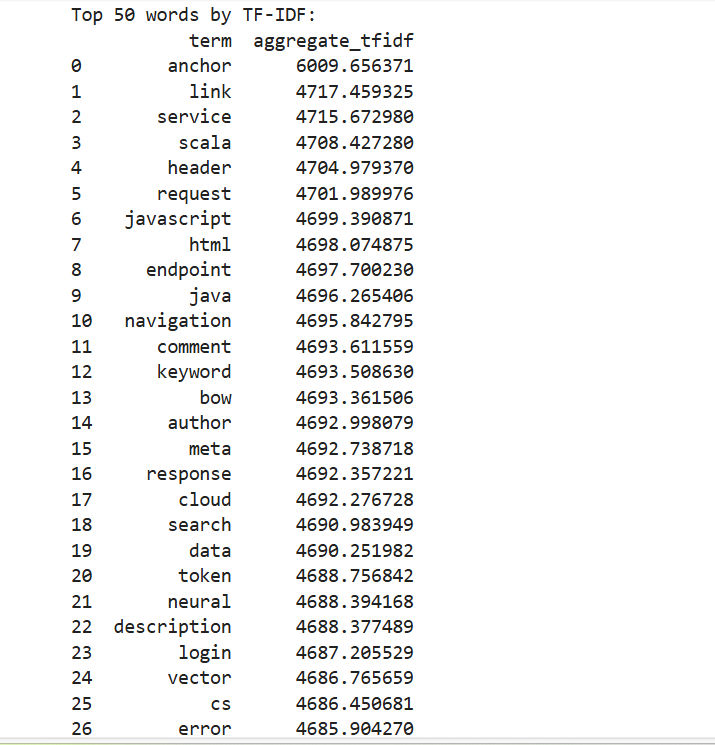 Top 50 words by TF-IDF:
term aggregate_tfidf
0 anchor 6009.656371
1 link 4717.459325
2 service 4715.672980
3 scala 4708.427280
4 header 4704.979370
5 request 4701.989976
6 javascript 4699.390871
7 html 4698.074875
8 endpoint 4697.700230
9 java 4696.265406
10 navigation 4695.842795
11 comment 4693.611559
12 keyword 4693.508630
13 bow 4693.361506
14 author 4692.998079
15 meta 4692.738718
16 response 4692.357221
17 cloud 4692.276728
18 search 4690.983949
19 data 4690.251982
20 token 4688.756842
21 neural 4688.394168
22 description 4688.377489
23 login 4687.205529
24 vector 4686.765659
25 cs 4686.450681
26 error 4685.904270